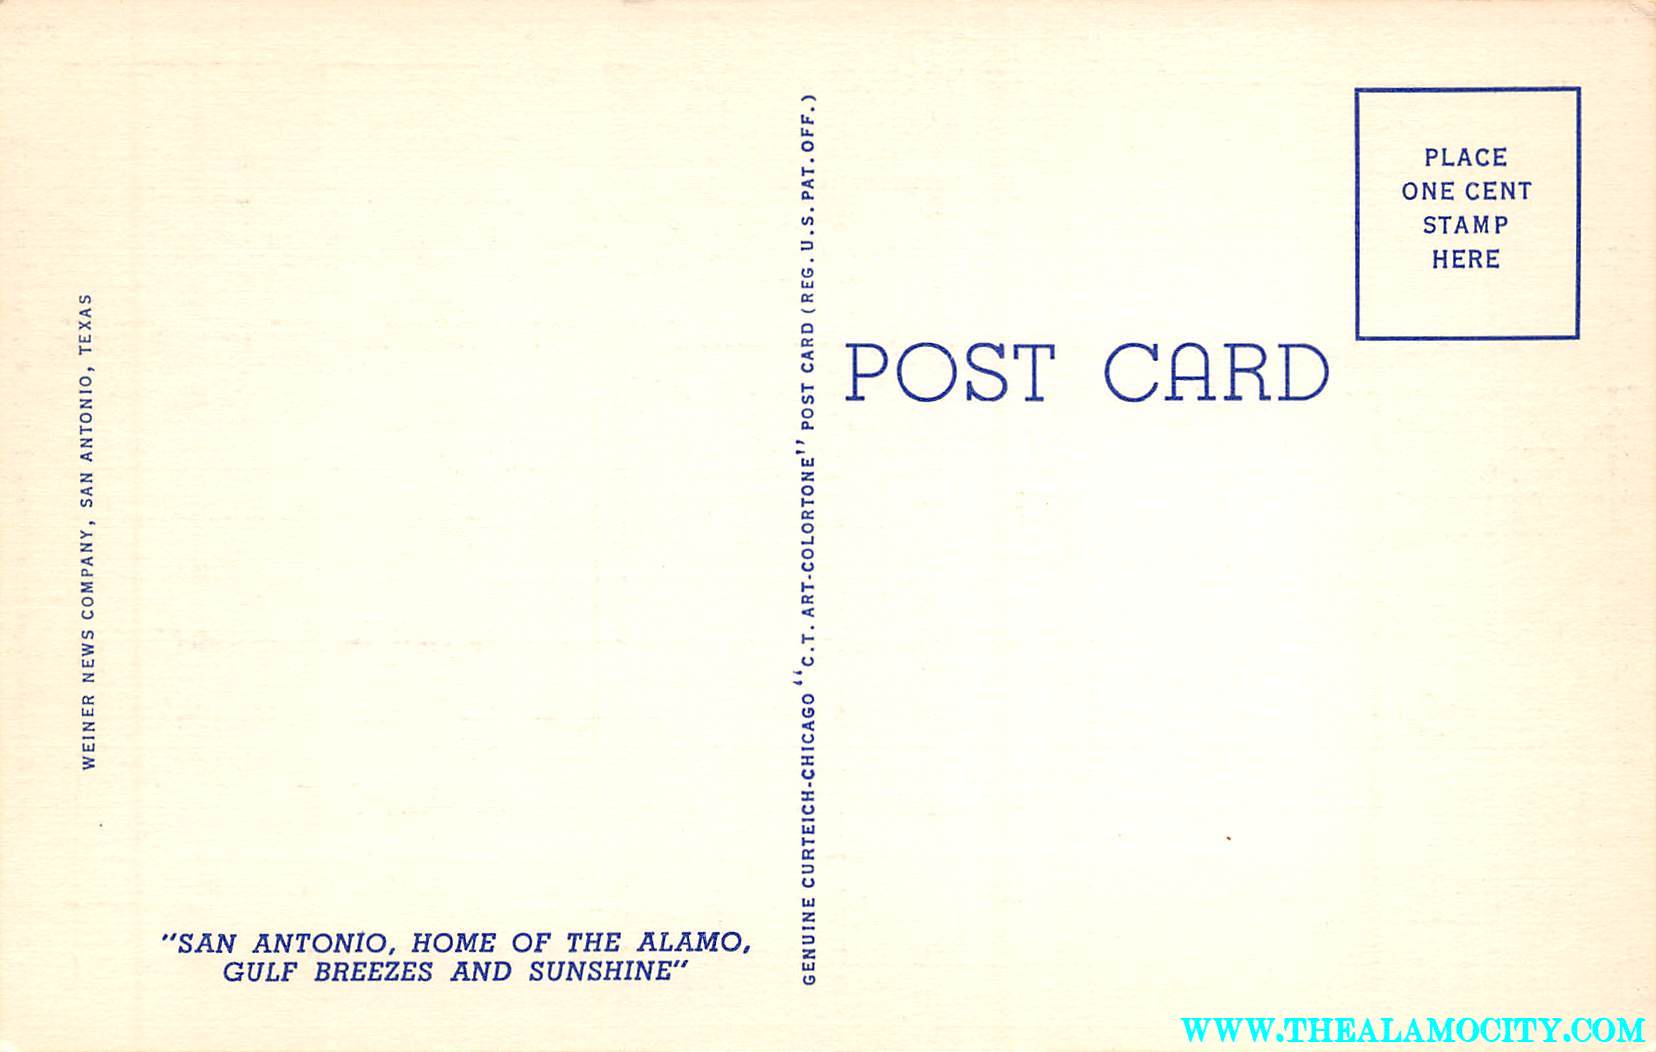 WEINER NEWS COMPANY, SAN ANTONIO, TEXAS
"SAN ANTONIO, HOME OF THE ALAMO,
GULF BREEZES AND SUNSHINE"
GENUINE CURTEICH-CHICAGO "C.T. ART-COLORTONE" POST CARD (REG. U.S. PAT. OFF.)
POST CARD
PLACE
ONE CENT
STAMP
HERE
WWW.THEALAMOCITY.COM